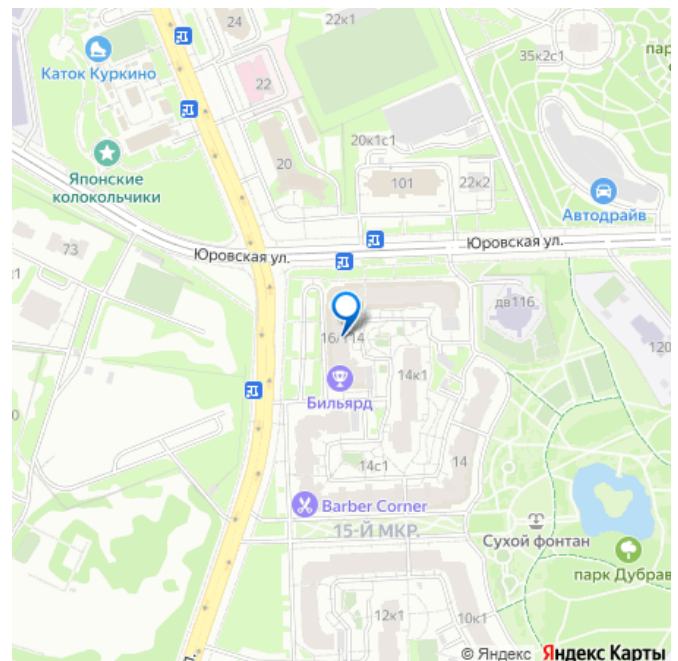 24
22к1
35к2с1
пар
Каток Куркино
22
20к1с1
20
101
22к2
Японские
колокольчики
Автодрайв
Юровская ул.
73
Юровская ул.
к1
дв116
16/114
120
14к1
Бильярд
14с1
14
Barber Corner
15-Й МКР.
Сухой фонтан
парк Дубрав
12к1
10к1
© Яндекс Яндекс Карты